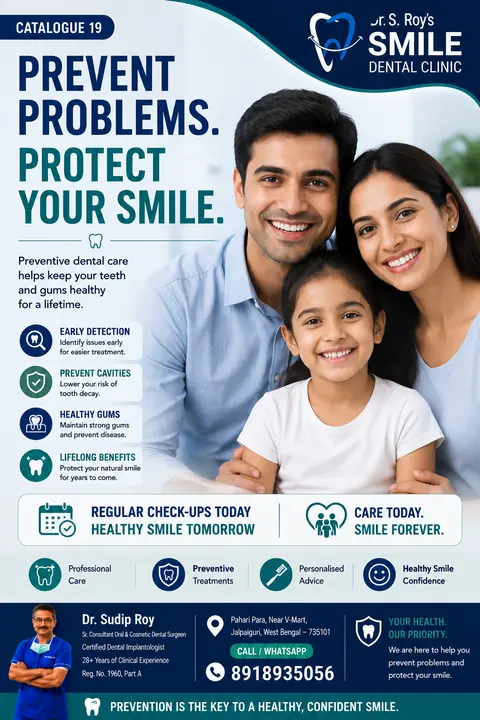 CATALOGUE 19
Dr. S. Roy's
SMILE
DENTAL CLINIC
PREVENT
PROBLEMS.
PROTECT
YOUR SMILE.
Preventive dental care
helps keep your teeth
and gums healthy
for a lifetime.
EARLY DETECTION
Identify issues early
for easier treatment.
PREVENT CAVITIES
Lower your risk of
tooth decay.
HEALTHY GUMS
Maintain strong gums
and prevent disease.
LIFELONG BENEFITS
Protect your natural smile
for years to come.
REGULAR CHECK-UPS TODAY
HEALTHY SMILE TOMORROW
CARE TODAY.
SMILE FOREVER.
Professional
Care
Preventive
Treatments
Personalised
Advice
Healthy Smile
Confidence
Dr. Sudip Roy
Sr. Consultant Oral & Cosmetic Dental Surgeon
Certified Dental Implantologist
28+ Years of Clinical Experience
Reg. No. 1960, Part A
Pahari Para, Near V-Mart,
Jalpaiguri, West Bengal – 735101
CALL / WHATSAPP
8918935056
YOUR HEALTH.
OUR PRIORITY.
We are here to help you
prevent problems and
protect your smile.
PREVENTION IS THE KEY TO A HEALTHY, CONFIDENT SMILE.